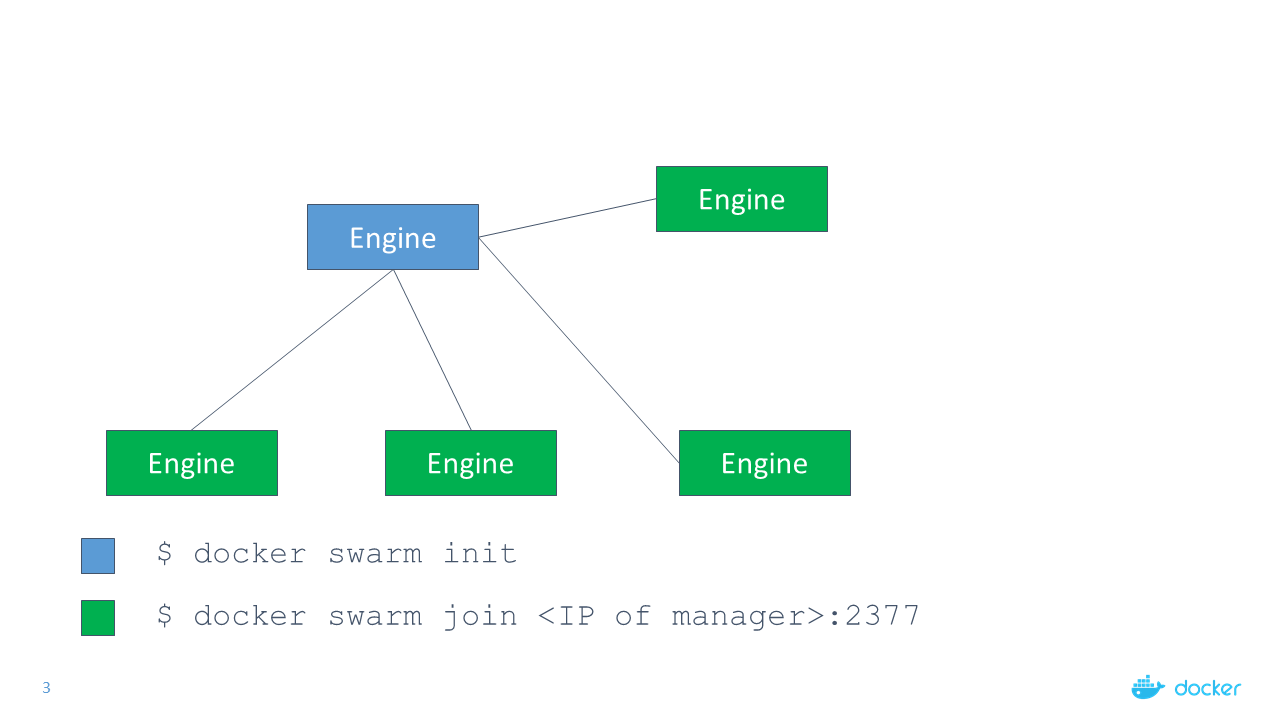 Engine
Engine
Engine
Engine
Engine
$ docker swarm init
$ docker swarm join <IP of manager>:2377
3
docker